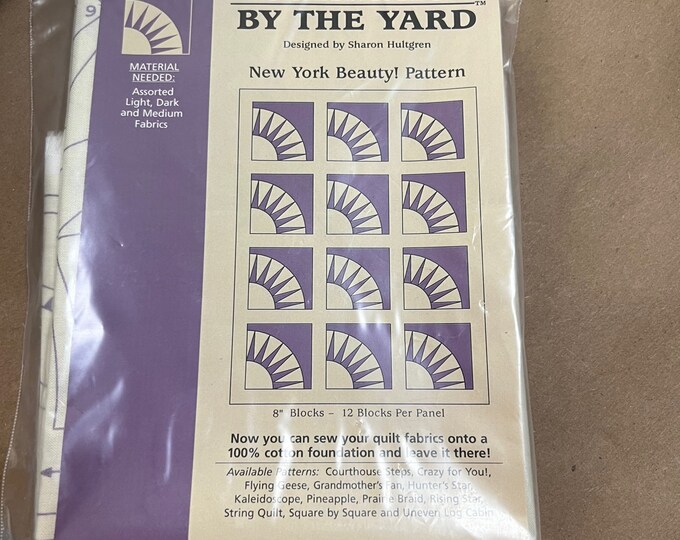 9
BY THE YARD™
Designed by Sharon Hultgren
New York Beauty! Pattern
MATERIAL
NEEDED:
Assorted
Light, Dark
and Medium
Fabrics
8" Blocks – 12 Blocks Per Panel
Now you can sew your quilt fabrics onto a
100% cotton foundation and leave it there!
Available Patterns: Courthouse Steps, Crazy for You!,
Flying Geese, Grandmother's Fan, Hunter's Star,
Kaleidoscope, Pineapple, Prairie Braid, Rising Star,
String Quilt, Square by Square and Uneven Log Cabin